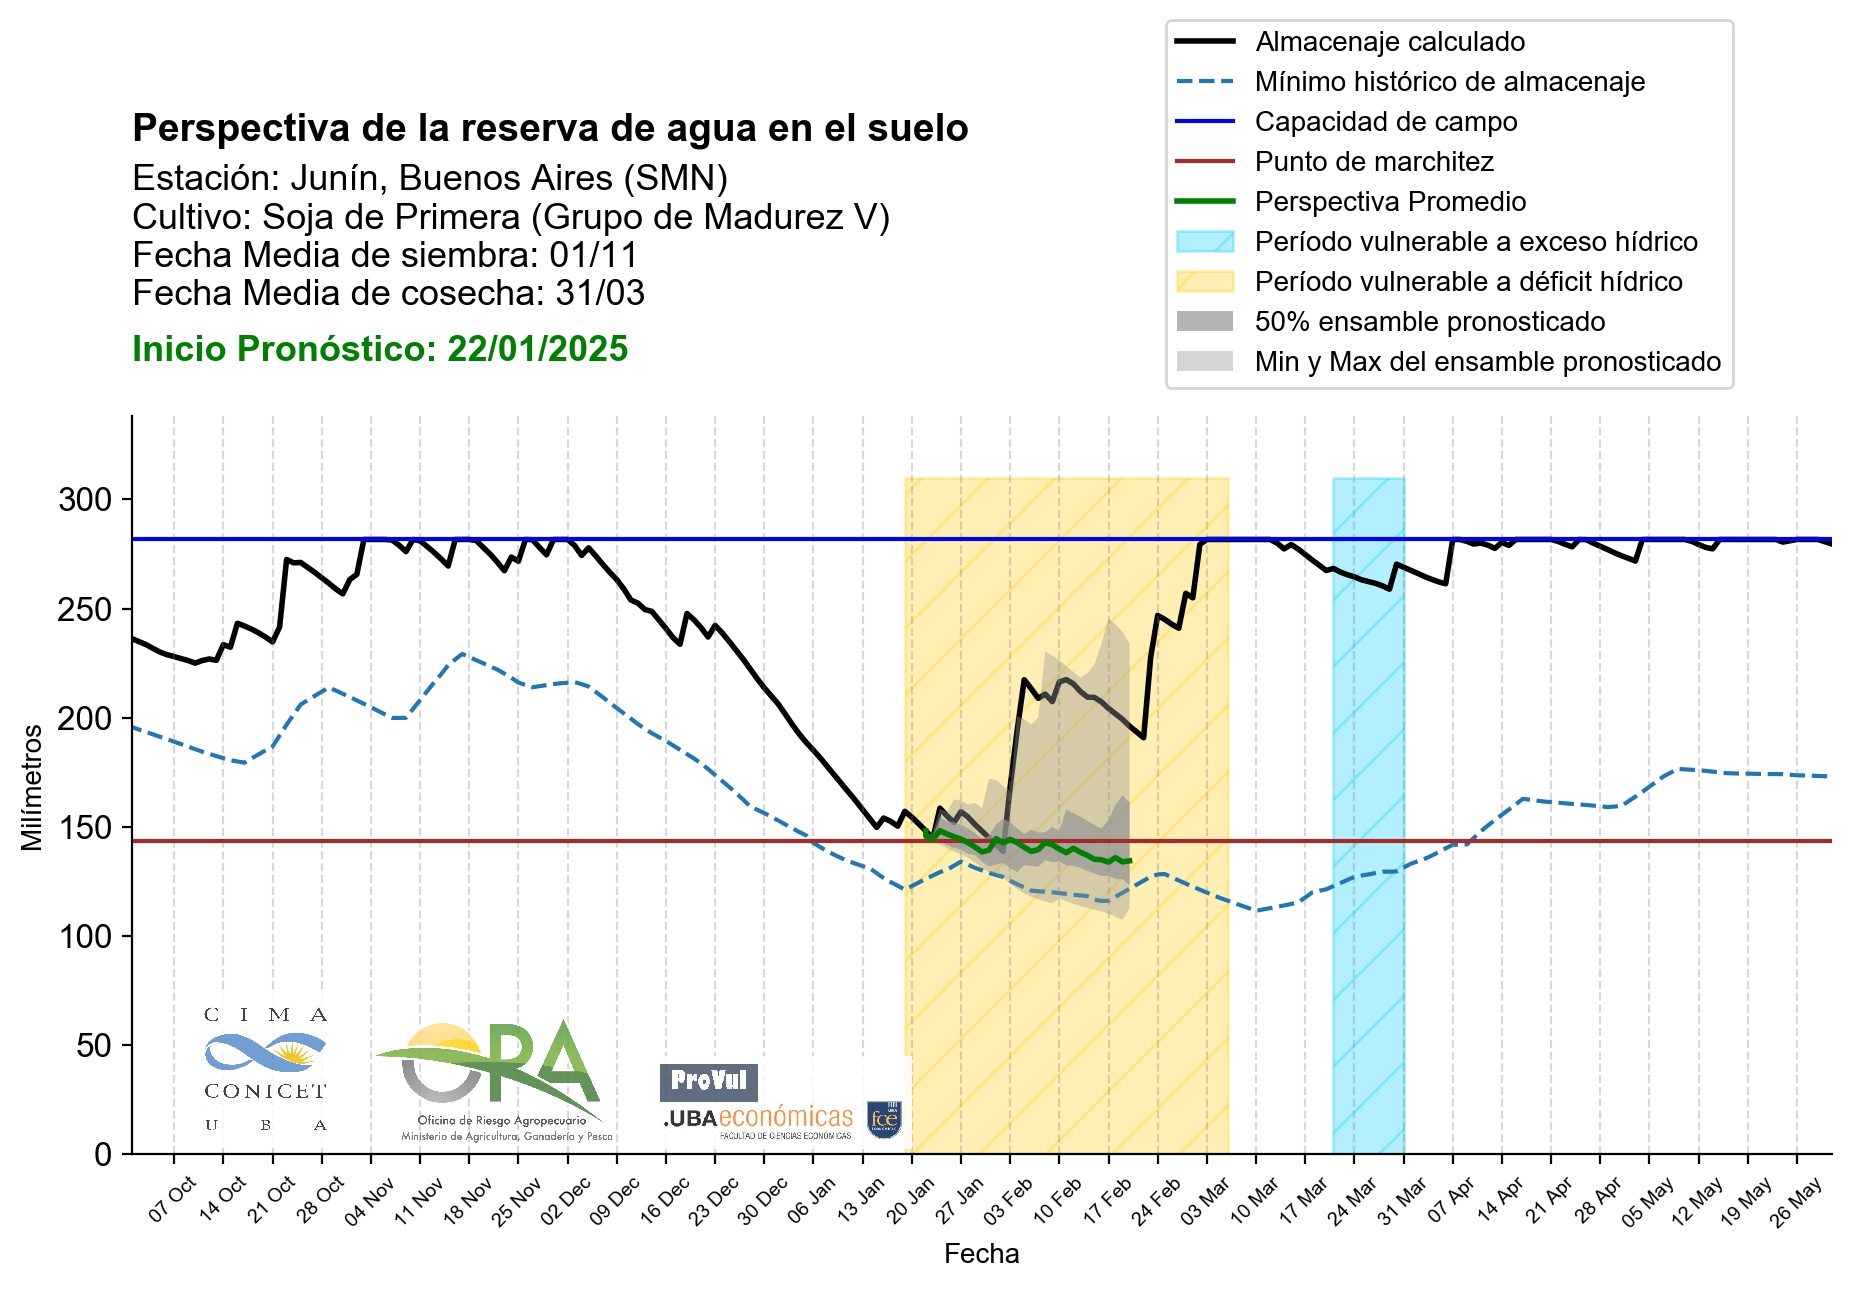 Almacenaje calculado
Mínimo histórico de almacenaje
Capacidad de campo
Punto de marchitez
Perspectiva Promedio
Período vulnerable a exceso hídrico
Período vulnerable a déficit hídrico
50% ensamble pronosticado
Min y Max del ensamble pronosticado
Perspectiva de la reserva de agua en el suelo
Estación: Junín, Buenos Aires (SMN)
Cultivo: Soja de Primera (Grupo de Madurez V)
Fecha Media de siembra: 01/11
Fecha Media de cosecha: 31/03
Inicio Pronóstico: 22/01/2025
300
250
200
150
100
50
0
Milímetros
CIMA
CONICET
UBA
ORA
Oficina de Riesgo Agropecuario
Ministerio de Agricultura, Ganadería y Pesca
ProVul
.UBAeconómicas
FACULTAD DE CIENCIAS ECONÓMICAS
fce
07 Oct
14 Oct
21 Oct
28 Oct
04 Nov
11 Nov
18 Nov
25 Nov
02 Dec
09 Dec
16 Dec
23 Dec
30 Dec
06 Jan
13 Jan
20 Jan
27 Jan
03 Feb
10 Feb
17 Feb
24 Feb
03 Mar
10 Mar
17 Mar
24 Mar
31 Mar
07 Apr
14 Apr
21 Apr
28 Apr
05 May
12 May
19 May
26 May
Fecha